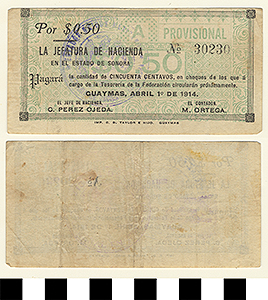 Por $0.50 PROVISIONAL
LA JEFATURA DE HACIENDA
EN EL ESTADO DE SONORA
Nº 30230
Pagará la cantidad de CINCUENTA CENTAVOS, en cheques de los que á
cargo de la Tesorería de la Federación circularán próximamente.
GUAYMAS, ABRIL 1º DE 1914.
EL JEFE DE HACIENDA, EL CONTADOR,
C. PEREZ OJEDA. M. ORTEGA.
IMP. G. B. TAYLOR E HIJO. GUAYMAS